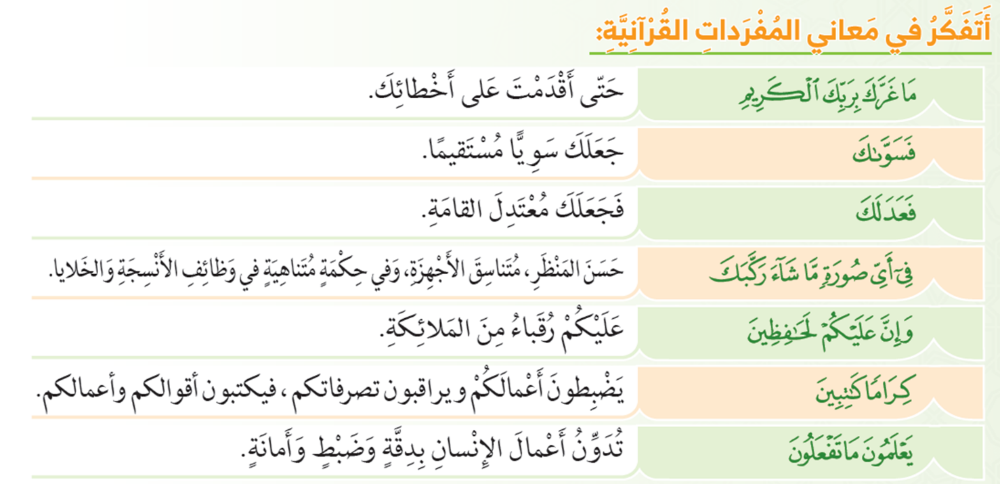 أَتَفَكَّرُ في مَعاني المُفْرَداتِ القُرْآنِيَّةِ:
مَا غَرَّكَ بِرَبِّكَ ٱلْكَرِيمِ حَتّى أَقْدَمْتَ عَلى أَخْطائِكَ.
فَسَوَّىٰكَ جَعَلَكَ سَوِيًّا مُسْتَقيمًا.
فَعَدَلَكَ فَجَعَلَكَ مُعْتَدِلَ القامَةِ.
فِىٓ أَىِّ صُورَةٍ مَّا شَآءَ رَكَّبَكَ حَسَنَ المَنْظَرِ، مُتَناسِقَ الأَجْهِزَةِ، وَفي حِكْمَةٍ مُتَناهِيَةٍ في وَظائِفِ الأَنْسِجَةِ وَالخَلايا.
وَإِنَّ عَلَيْكُمْ لَحَـٰفِظِينَ عَلَيْكُمْ رُقَباءُ مِنَ المَلائِكَةِ.
كِرَامًا كَـٰتِبِينَ يَضْبِطونَ أَعْمالَكُمْ ويراقبون تصرفاتكم ، فيكتبون أقوالكم وأعمالكم.
يَعْلَمُونَ مَا تَفْعَلُونَ تُدَوِّنُ أَعْمالَ الإِنْسانِ بِدِقَّةٍ وَضَبْطٍ وَأَمانَةٍ.